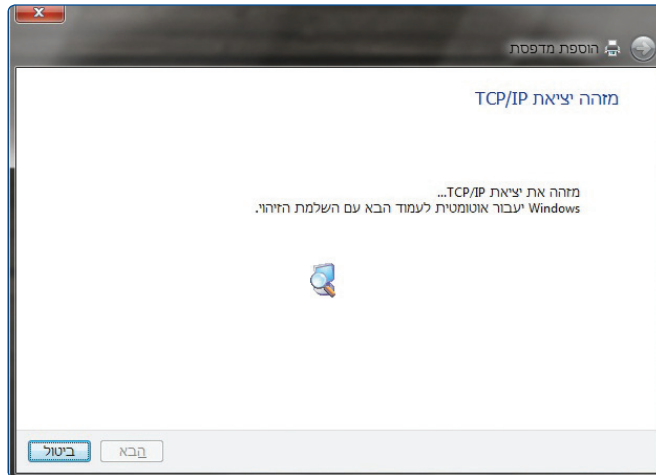 הוספת מדפסת
מזהה יציאת TCP/IP
מזהה את יציאת TCP/IP...
Windows יעבור אוטומטית לעמוד הבא עם השלמת הזיהוי.
הבא
ביטול